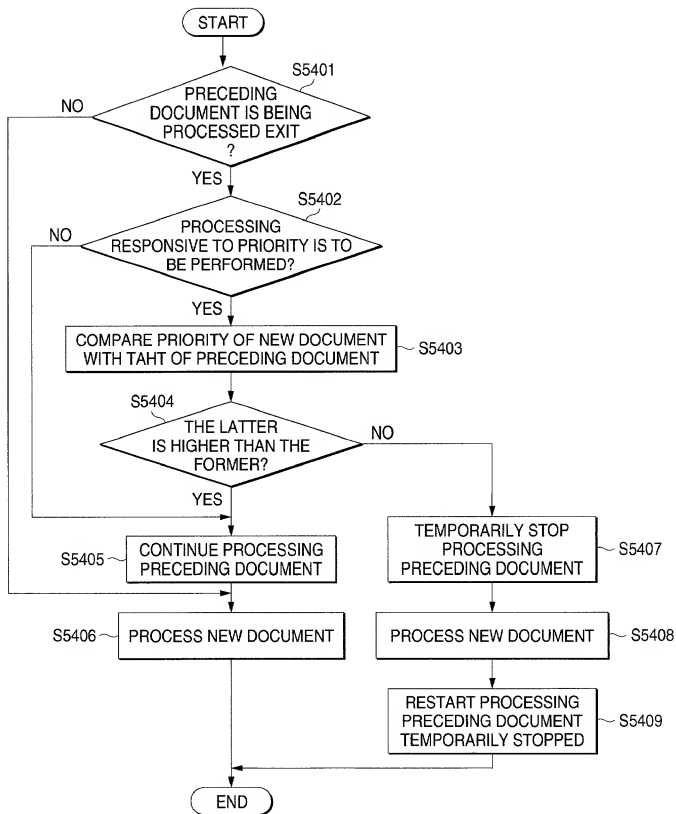 START
S5401
PRECEDING
DOCUMENT IS BEING
PROCESSED EXIT
?
NO
YES
S5402
PROCESSING
RESPONSIVE TO PRIORITY IS TO
BE PERFORMED?
NO
YES
COMPARE PRIORITY OF NEW DOCUMENT
WITH TAHT OF PRECEDING DOCUMENT
S5403
S5404
THE LATTER
IS HIGHER THAN THE
FORMER?
NO
YES
S5405
CONTINUE PROCESSING
PRECEDING DOCUMENT
TEMPORARILY STOP
PROCESSING
PRECEDING DOCUMENT
S5407
S5406
PROCESS NEW DOCUMENT
PROCESS NEW DOCUMENT
S5408
RESTART PROCESSING
PRECEDING DOCUMENT
TEMPORARILY STOPPED
S5409
END